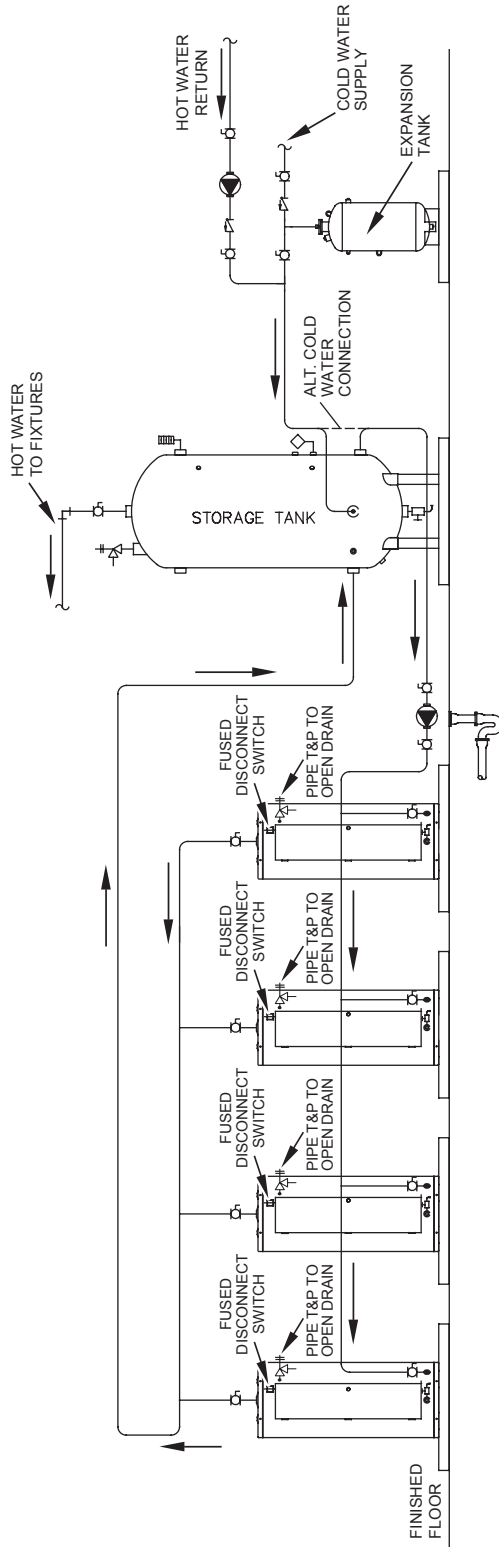 HOT WATER
TO FIXTURES
HOT WATER
RETURN
COLD WATER
SUPPLY
STORAGE TANK
ALT. COLD
WATER
CONNECTION
EXPANSION
TANK
FUSED
DISCONNECT
SWITCH
PIPE T&P TO
OPEN DRAIN
FUSED
DISCONNECT
SWITCH
PIPE T&P TO
OPEN DRAIN
FUSED
DISCONNECT
SWITCH
PIPE T&P TO
OPEN DRAIN
FUSED
DISCONNECT
SWITCH
PIPE T&P TO
OPEN DRAIN
FINISHED
FLOOR